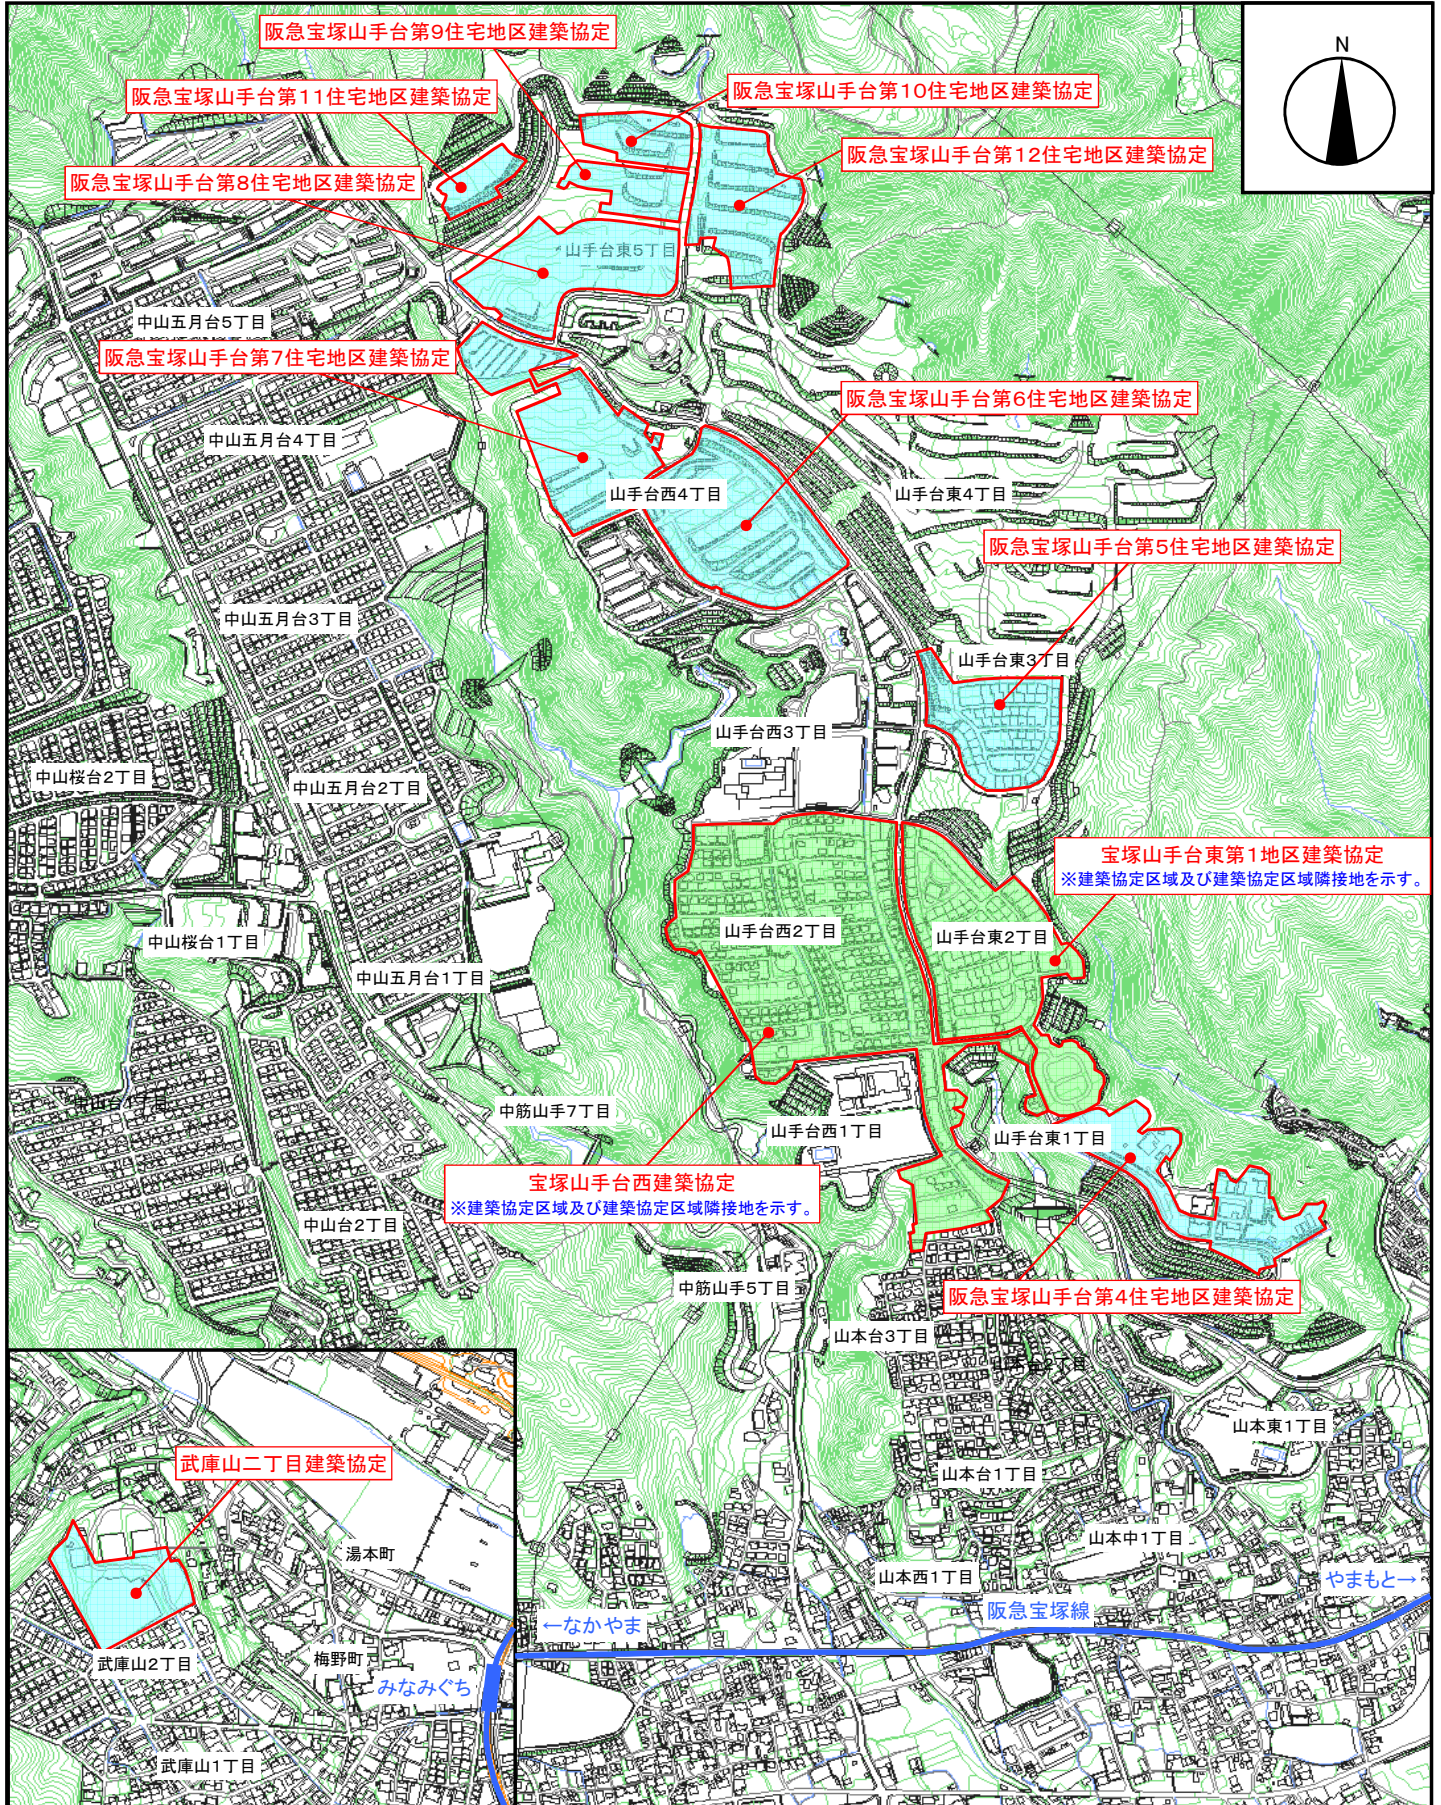 阪急宝塚山手台第9住宅地区建築協定
N
阪急宝塚山手台第11住宅地区建築協定
阪急宝塚山手台第10住宅地区建築協定
阪急宝塚山手台第12住宅地区建築協定
阪急宝塚山手台第8住宅地区建築協定
山手台東5丁目
中山五月台5丁目
阪急宝塚山手台第7住宅地区建築協定
阪急宝塚山手台第6住宅地区建築協定
中山五月台4丁目
山手台西4丁目
山手台東4丁目
阪急宝塚山手台第5住宅地区建築協定
中山五月台3丁目
山手台東3丁目
山手台西3丁目
中山桜台2丁目
中山五月台2丁目
宝塚山手台東第1地区建築協定
※建築協定区域及び建築協定区域隣接地を示す。
山手台西2丁目
山手台東2丁目
中山桜台1丁目
中山五月台1丁目
中山台1丁目
中筋山手7丁目
山手台西1丁目
山手台東1丁目
宝塚山手台西建築協定
※建築協定区域及び建築協定区域隣接地を示す。
中山台2丁目
中筋山手5丁目
阪急宝塚山手台第4住宅地区建築協定
山本台3丁目
山本台2丁目
山本東1丁目
武庫山二丁目建築協定
山本台1丁目
湯本町
山本中1丁目
山本西1丁目
やまもと→
阪急宝塚線
←なかやま
武庫山2丁目
梅野町
みなみぐち
武庫山1丁目